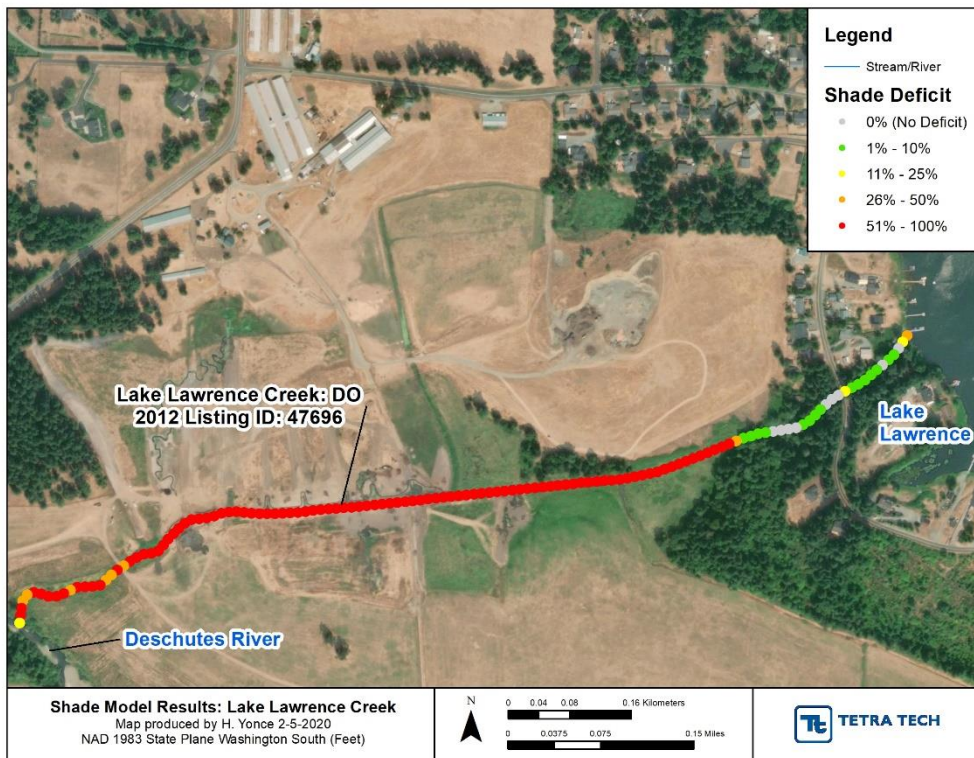 Legend
Stream/River
Shade Deficit
0% (No Deficit)
1% - 10%
11% - 25%
26% - 50%
51% - 100%
Lake Lawrence Creek: DO
2012 Listing ID: 47696
Lake
Lawrence
Deschutes River
Shade Model Results: Lake Lawrence Creek
Map produced by H. Yonce 2-5-2020
NAD 1983 State Plane Washington South (Feet)
N
0 0.04 0.08 0.16 Kilometers
0 0.0375 0.075 0.15 Miles
Tt TETRA TECH